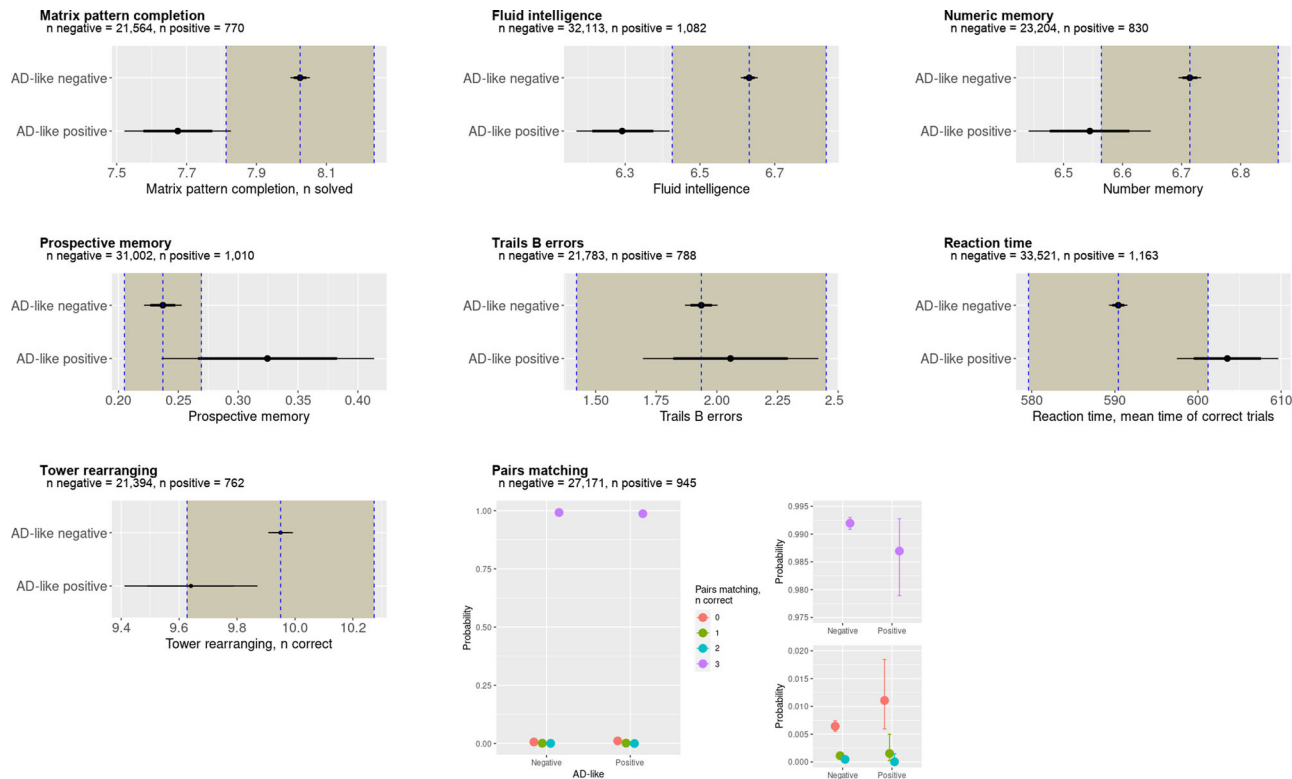 Matrix pattern completion
n negative = 21,564, n positive = 770
AD-like negative
AD-like positive
7.5 7.7 7.9 8.1
Matrix pattern completion, n solved
Fluid intelligence
n negative = 32,113, n positive = 1,082
AD-like negative
AD-like positive
6.3 6.5 6.7
Fluid intelligence
Numeric memory
n negative = 23,204, n positive = 830
AD-like negative
AD-like positive
6.5 6.6 6.7 6.8
Number memory
Prospective memory
n negative = 31,002, n positive = 1,010
AD-like negative
AD-like positive
0.20 0.25 0.30 0.35 0.40
Prospective memory
Trails B errors
n negative = 21,783, n positive = 788
AD-like negative
AD-like positive
1.50 1.75 2.00 2.25 2.5
Trails B errors
Reaction time
n negative = 33,521, n positive = 1,163
AD-like negative
AD-like positive
580 590 600 610
Reaction time, mean time of correct trials
Tower rearranging
n negative = 21,394, n positive = 762
AD-like negative
AD-like positive
9.4 9.6 9.8 10.0 10.2
Tower rearranging, n correct
Pairs matching
n negative = 27,171, n positive = 945
1.00
0.75
0.50
0.25
0.00
Probability
Negative Positive
AD-like
Pairs matching,
n correct
0
1
2
3
0.995
0.990
0.985
0.980
0.975
Probability
Negative Positive
0.020
0.015
0.010
0.005
0.000
Probability
Negative Positive